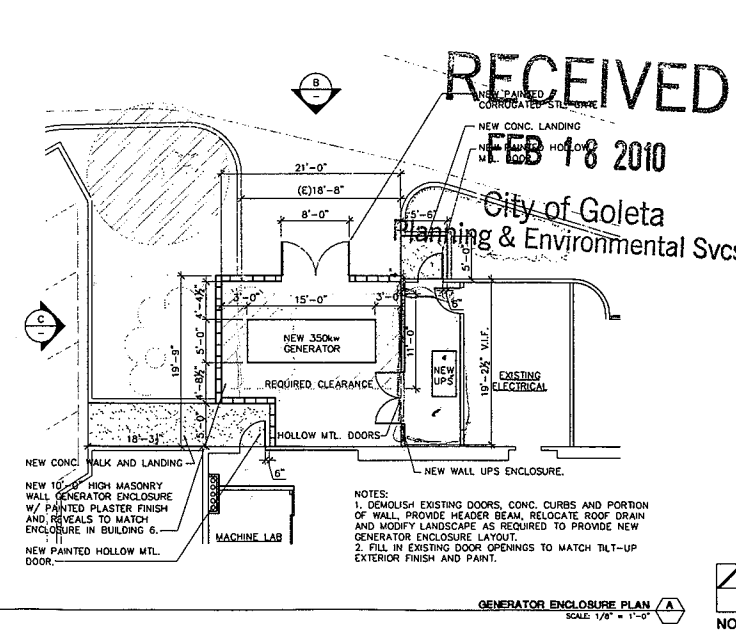 RECEIVED
FEB 18 2010
City of Goleta
Planning & Environmental Svcs
B
NEW PAINTED
CORRUGATED STL. GATE
NEW CONC. LANDING
NEW PAINTED HOLLOW
MTL. DOOR
21'-0"
(E)18'-8"
8'-0"
5'-6"
5'-0"
C
4'-4½"
3'-0"
15'-0"
3'-0"
6"
NEW 350kw
GENERATOR
5'-0"
19'-9"
11'-0"
NEW
UPS
19'-2½" V.I.F.
EXISTING
ELECTRICAL
REQUIRED CLEARANCE
4'-8½"
5'-0"
18'-3½"
HOLLOW MTL. DOORS
NEW CONC. WALK AND LANDING
6"
NEW WALL UPS ENCLOSURE.
NEW 10'-0" HIGH MASONRY
WALL GENERATOR ENCLOSURE
W/ PAINTED PLASTER FINISH
AND REVEALS TO MATCH
ENCLOSURE IN BUILDING 6.
MACHINE LAB
NEW PAINTED HOLLOW MTL.
DOOR.
NOTES:
1. DEMOLISH EXISTING DOORS, CONC. CURBS AND PORTION
OF WALL, PROVIDE HEADER BEAM, RELOCATE ROOF DRAIN
AND MODIFY LANDSCAPE AS REQUIRED TO PROVIDE NEW
GENERATOR ENCLOSURE LAYOUT.
2. FILL IN EXISTING DOOR OPENINGS TO MATCH TILT-UP
EXTERIOR FINISH AND PAINT.
GENERATOR ENCLOSURE PLAN A
SCALE: 1/8" = 1'-0"
NO